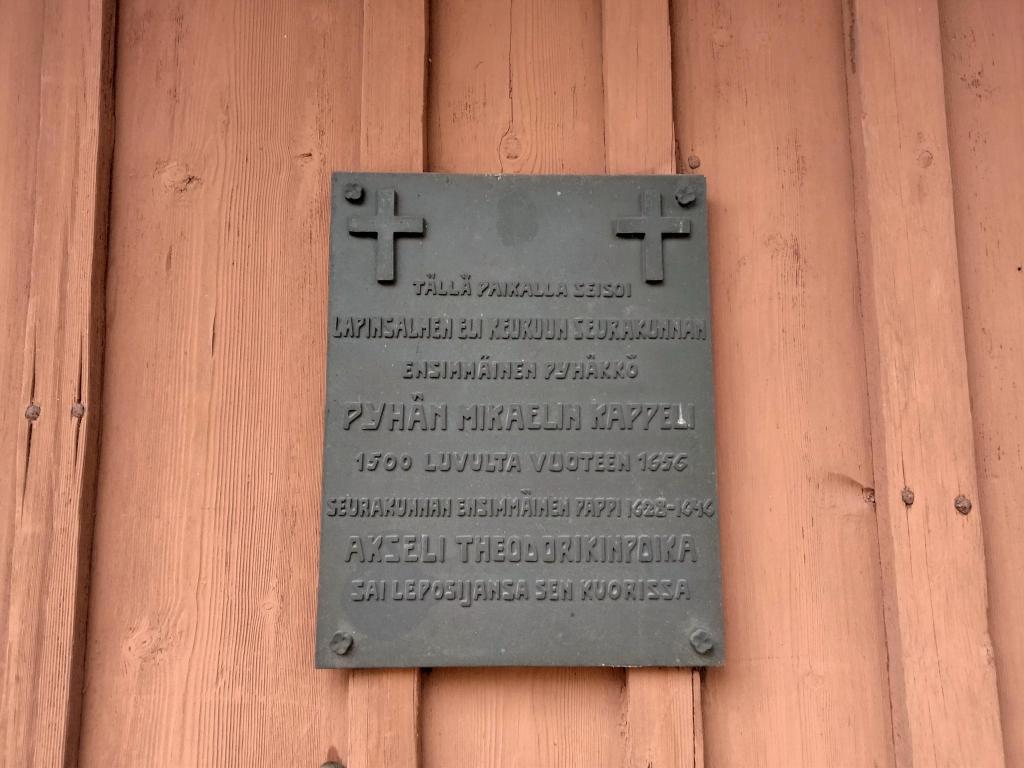 TÄLLÄ PAIKALLA SEISOI
LAPINSALMEN ELI KEURUUN SEURAKUNNAN
ENSIMMÄINEN PYHÄKKÖ
PYHÄN MIKAELIN KAPPELI
1500 LUVULTA VUOTEEN 1656
SEURAKUNNAN ENSIMMÄINEN PAPPI 1628-1646
AKSELI THEODORIKINPOIKA
SAI LEPOSIJANSA SEN KUORISSA